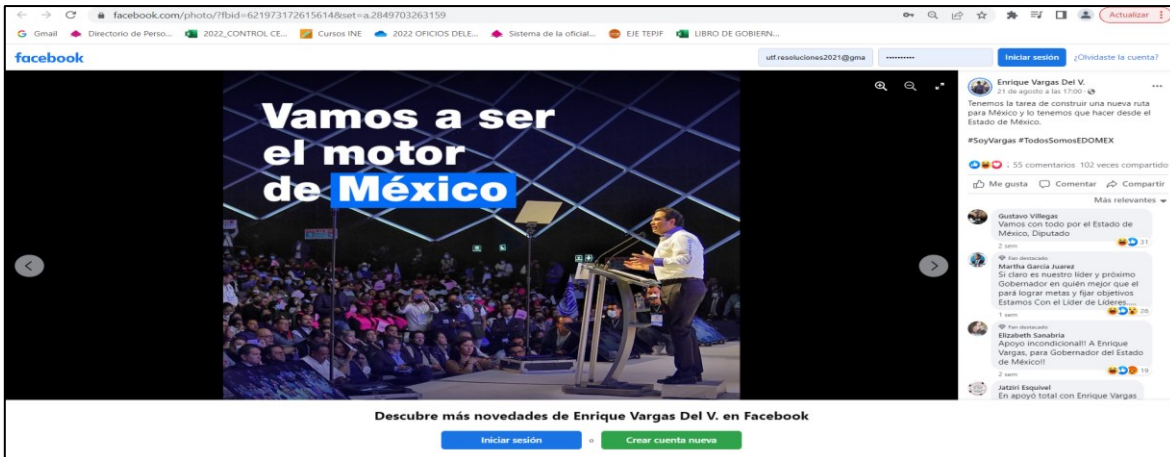 facebook.com/photo/?fbid=621973172615614&set=a.2849703263159
Actualizar
Gmail
Directorio de Perso...
2022_CONTROL CE...
Cursos INE
2022 OFICIOS DELE...
Sistema de la oficial...
EJE TEPJF
LIBRO DE GOBIERN...
facebook
utf.resoluciones2021@gma
Iniciar sesión
¿Olvidaste la cuenta?
Vamos a ser
el motor
de México
Enrique Vargas Del V.
21 de agosto a las 17:00 ·
Tenemos la tarea de construir una nueva ruta
para México y lo tenemos que hacer desde el
Estado de México.
#SoyVargas #TodosSomosEDOMEX
55 comentarios 102 veces compartido
Me gusta
Comentar
Compartir
Más relevantes
Gustavo Villegas
Vamos con todo por el Estado de
México, Diputado
2 sem
31
Fan destacado
Martha García Juarez
Si claro es nuestro líder y próximo
Gobernador en quién mejor que el
pará lograr metas y fijar objetivos
Estamos Con el Líder de Líderes....
1 sem
26
Fan destacado
Elizabeth Sanabria
Apoyo incondicional!! A Enrique
Vargas, para Gobernador del Estado
de México!!
2 sem
19
Jatziri Esquivel
En apoyó total con Enrique Vargas
Descubre más novedades de Enrique Vargas Del V. en Facebook
Iniciar sesión
o
Crear cuenta nueva